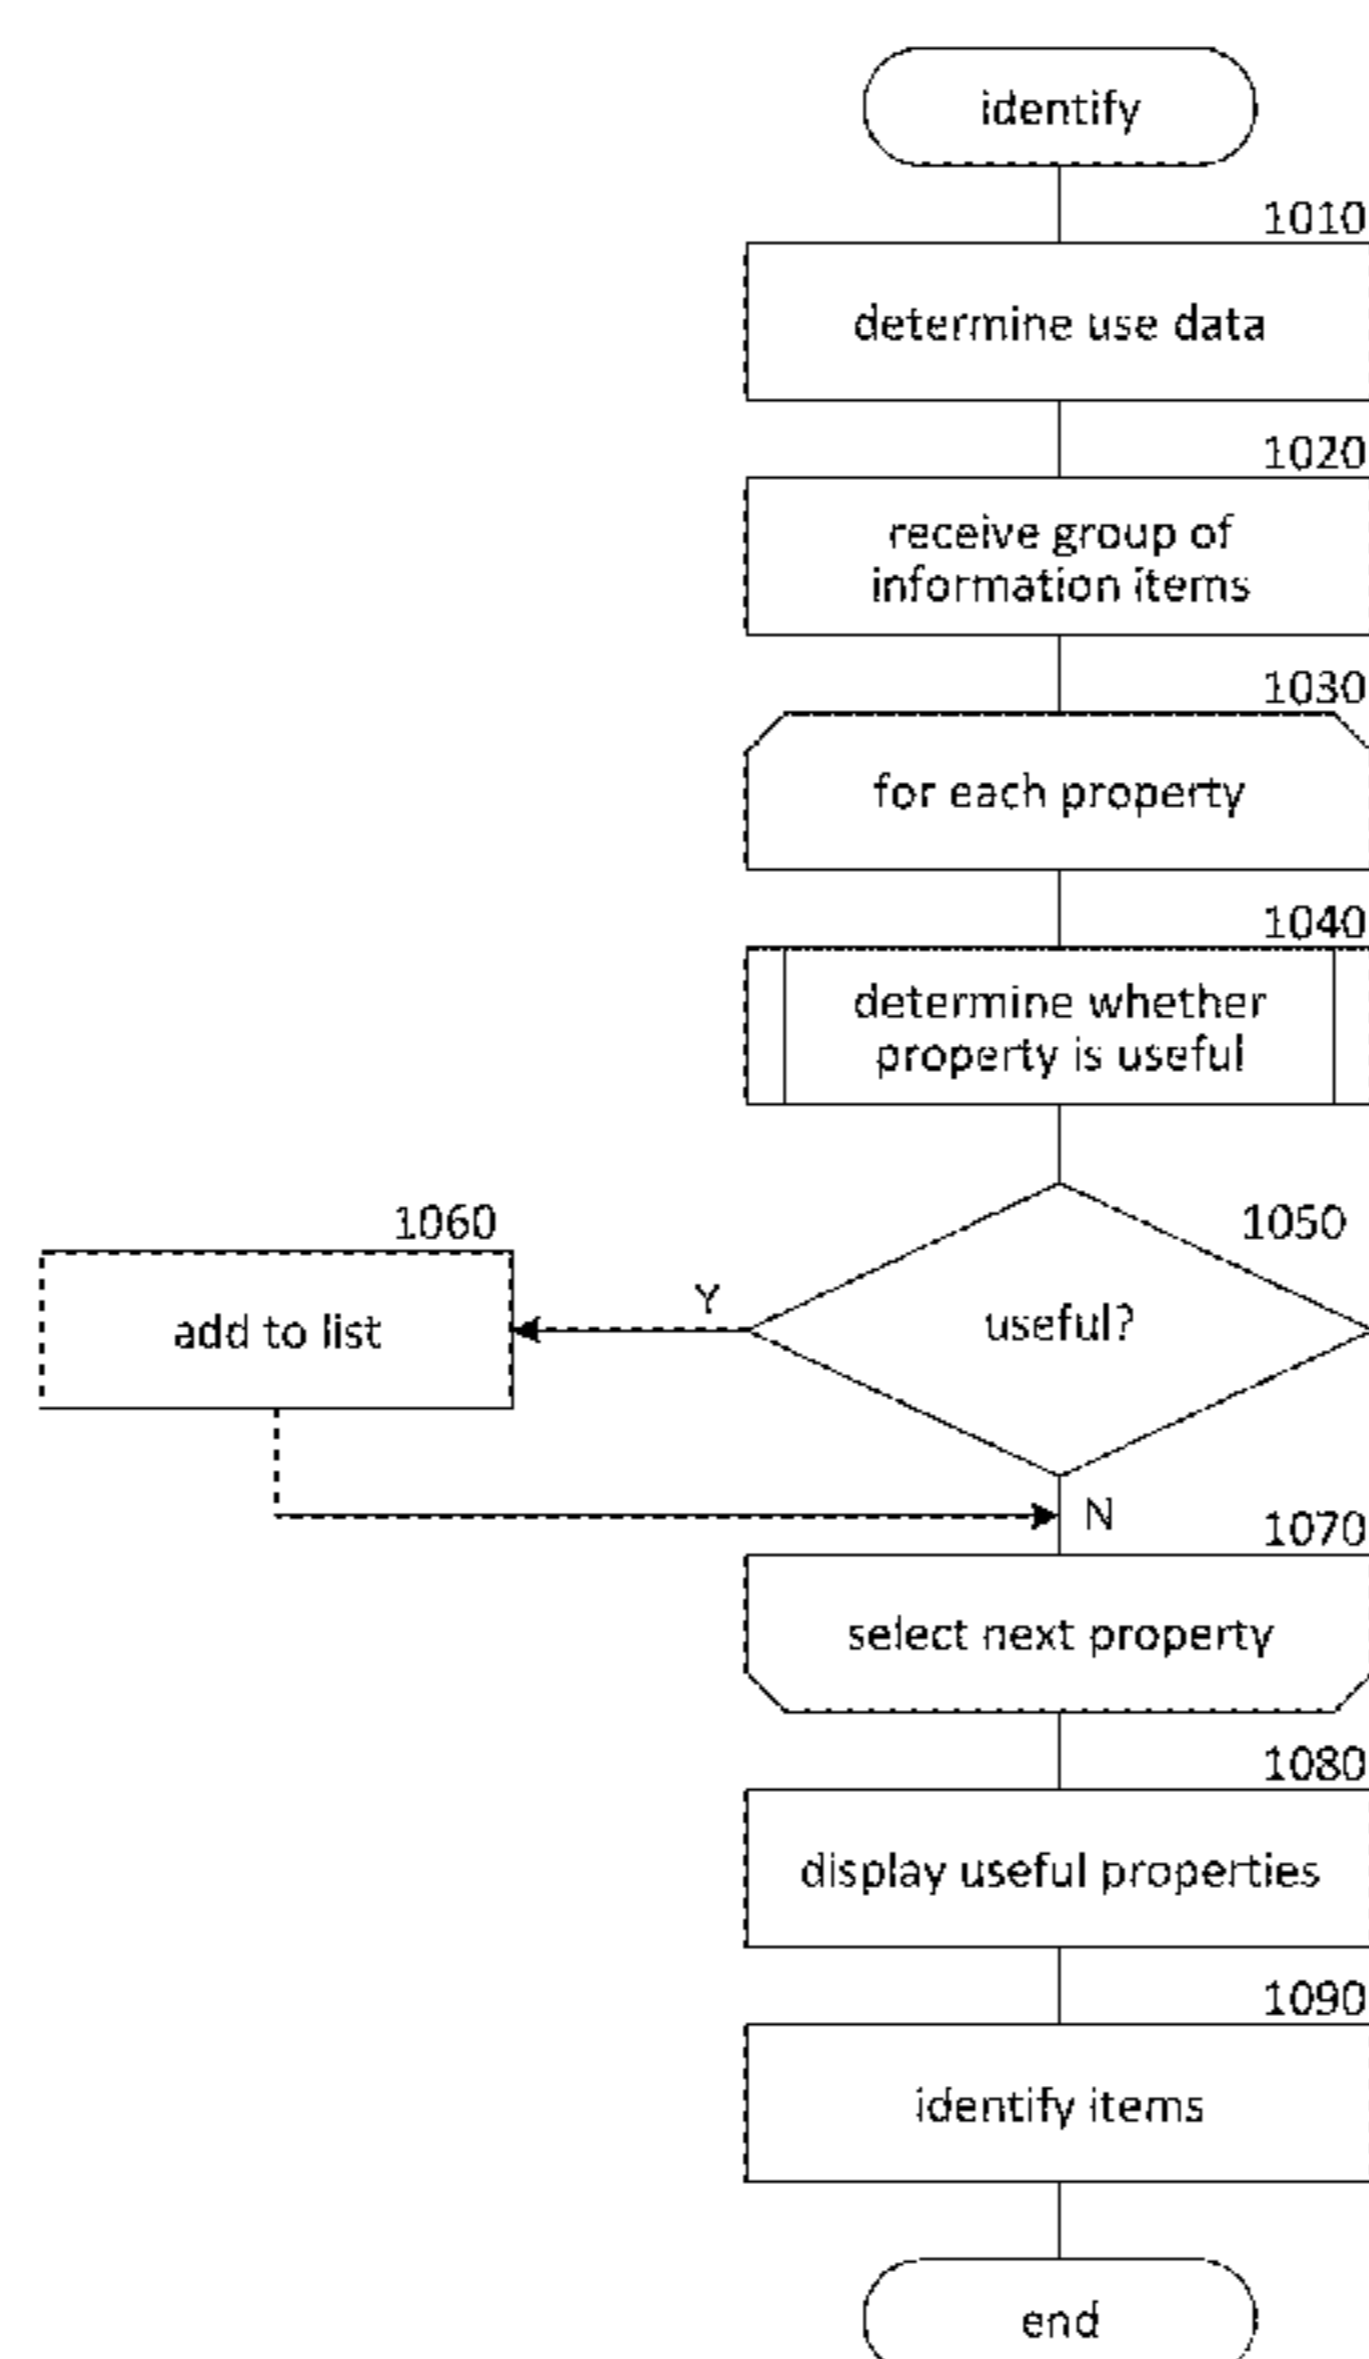 identify
1010
determine use data
1020
receive group of
information items
1030
for each property
1040
determine whether
property is useful
1050
useful?
Y
1060
add to list
N
1070
select next property
1080
display useful properties
1090
identify items
end